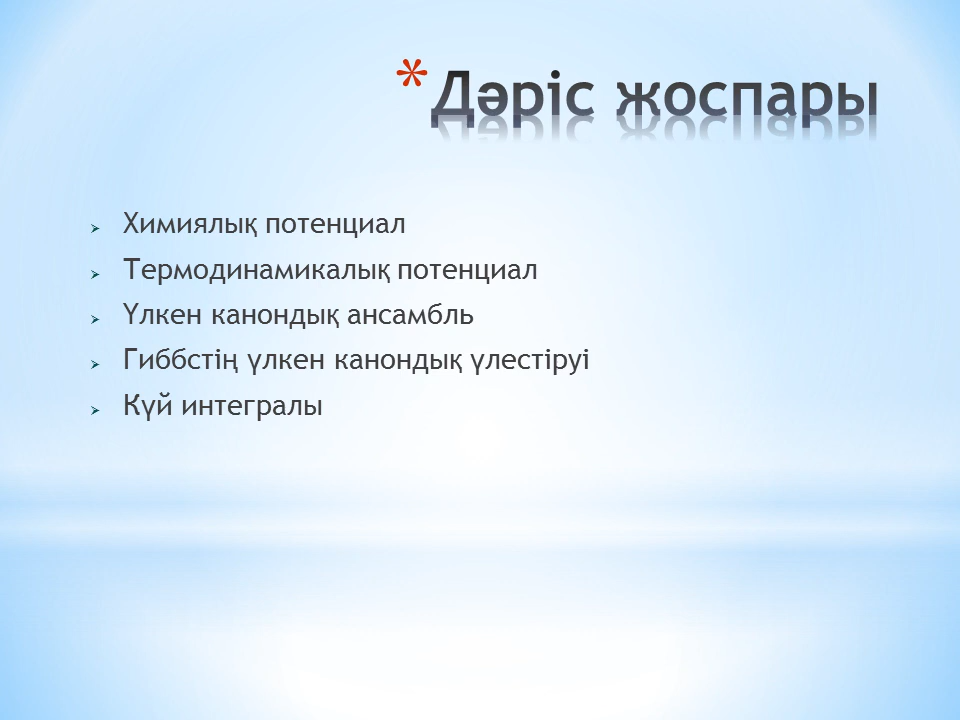 * Дәріс жоспары
Химиялық потенциал
Термодинамикалық потенциал
Үлкен канондық ансамбль
Гиббстің үлкен канондық үлестіруі
Күй интегралы